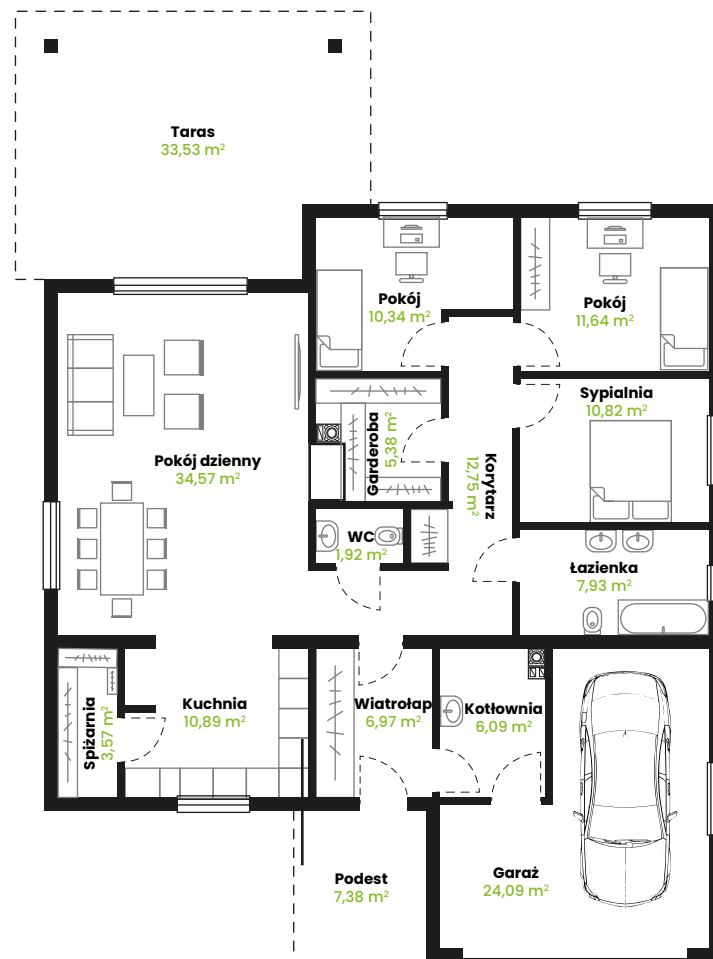 Taras
33,53 m²
Pokój
10,34 m²
Pokój
11,64 m²
Sypialnia
10,82 m²
Garderoba
5,38 m²
Korytarz
12,75 m²
Pokój dzienny
34,57 m²
WC
1,92 m²
Łazienka
7,93 m²
Spiżarnia
3,57 m²
Kuchnia
10,89 m²
Wiatrołap
6,97 m²
Kotłownia
6,09 m²
Podest
7,38 m²
Garaż
24,09 m²